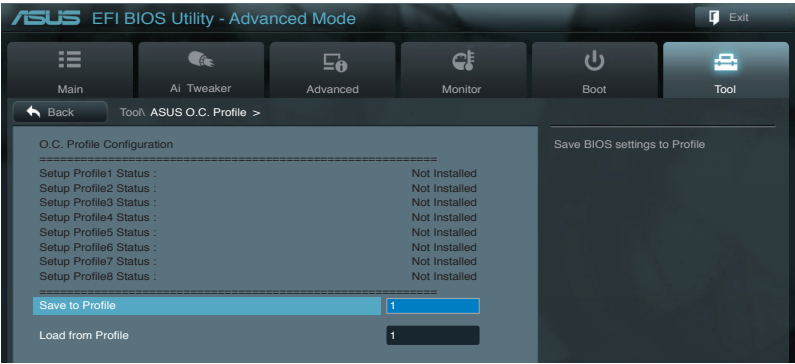 ASUS EFI BIOS Utility - Advanced Mode
Exit
Main Ai Tweaker Advanced Monitor Boot Tool
Back Tool\ ASUS O.C. Profile >
O.C. Profile Configuration
Save BIOS settings to Profile
==========================================================
Setup Profile1 Status : Not Installed
Setup Profile2 Status : Not Installed
Setup Profile3 Status : Not Installed
Setup Profile4 Status : Not Installed
Setup Profile5 Status : Not Installed
Setup Profile6 Status : Not Installed
Setup Profile7 Status : Not Installed
Setup Profile8 Status : Not Installed
==========================================================
Save to Profile 1
Load from Profile 1